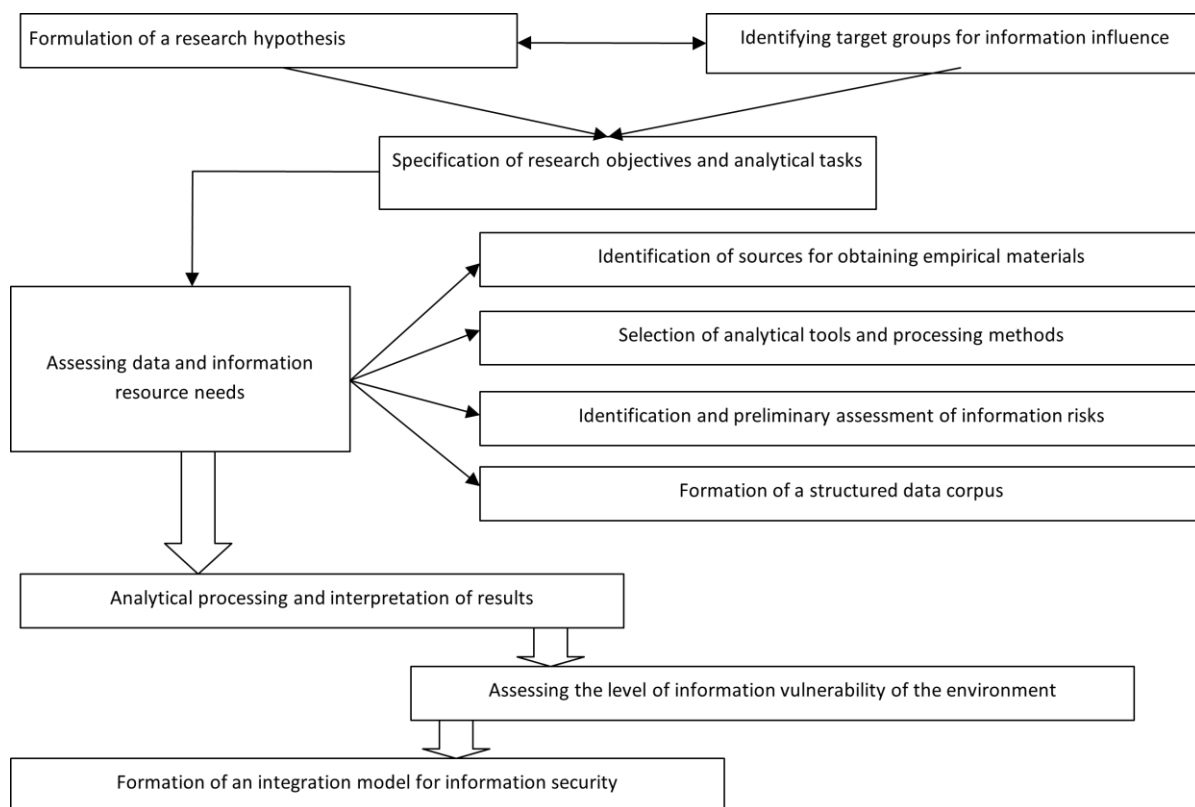 Formulation of a research hypothesis
Identifying target groups for information influence
Specification of research objectives and analytical tasks
Identification of sources for obtaining empirical materials
Selection of analytical tools and processing methods
Assessing data and information
resource needs
Identification and preliminary assessment of information risks
Formation of a structured data corpus
Analytical processing and interpretation of results
Assessing the level of information vulnerability of the environment
Formation of an integration model for information security